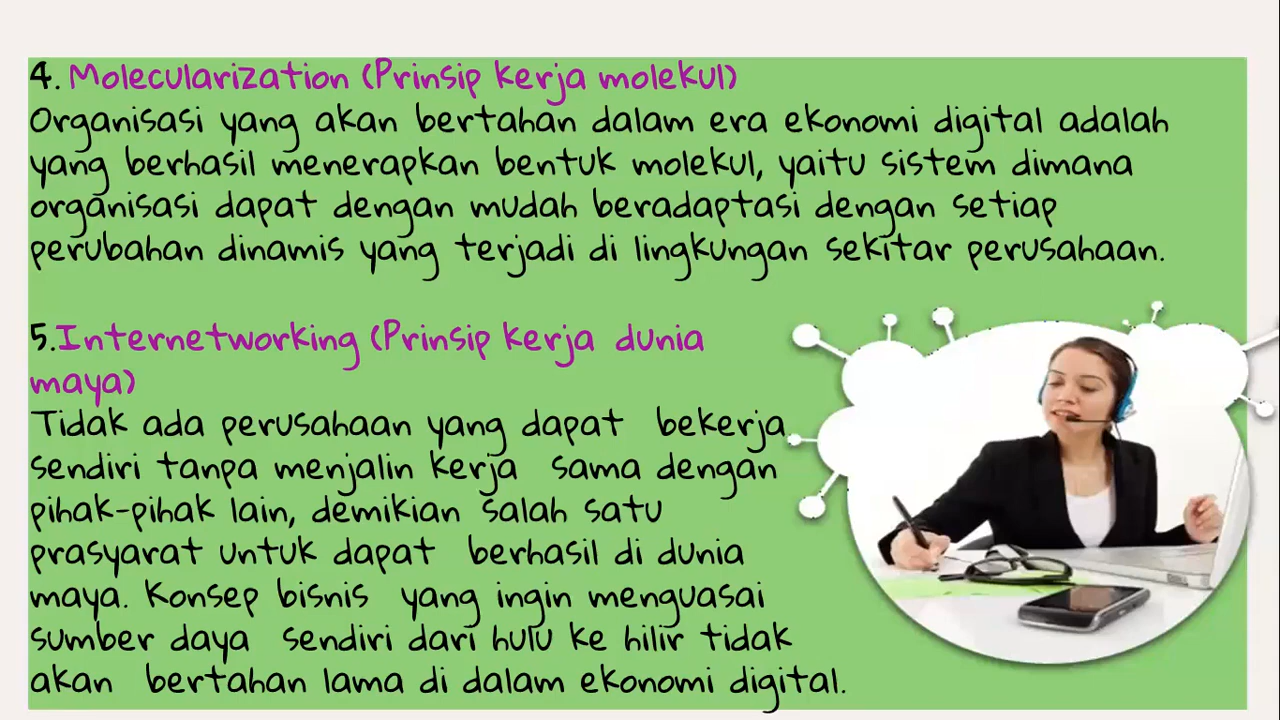 4. Molecularization (Prinsip kerja molekul)
Organisasi yang akan bertahan dalam era ekonomi digital adalah
yang berhasil menerapkan bentuk molekul, yaitu sistem dimana
organisasi dapat dengan mudah beradaptasi dengan setiap
perubahan dinamis yang terjadi di lingkungan sekitar perusahaan.
5.Internetworking (Prinsip kerja dunia
maya)
Tidak ada perusahaan yang dapat bekerja
sendiri tanpa menjalin kerja sama dengan
pihak-pihak lain, demikian salah satu
prasyarat untuk dapat berhasil di dunia
maya. Konsep bisnis yang ingin menguasai
sumber daya sendiri dari hulu ke hilir tidak
akan bertahan lama di dalam ekonomi digital.